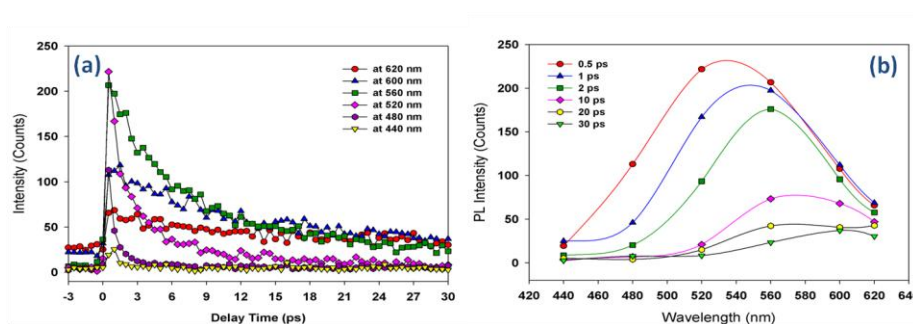 (a)
250
200
150
100
50
0
Intensity (Counts)
at 620 nm
at 600 nm
at 560 nm
at 520 nm
at 480 nm
at 440 nm
-3 0 3 6 9 12 15 18 21 24 27 30
Delay Time (ps)
(b)
250
200
150
100
50
0
PL Intensity (Counts)
0.5 ps
1 ps
2 ps
10 ps
20 ps
30 ps
420 440 460 480 500 520 540 560 580 600 620 64
Wavelength (nm)